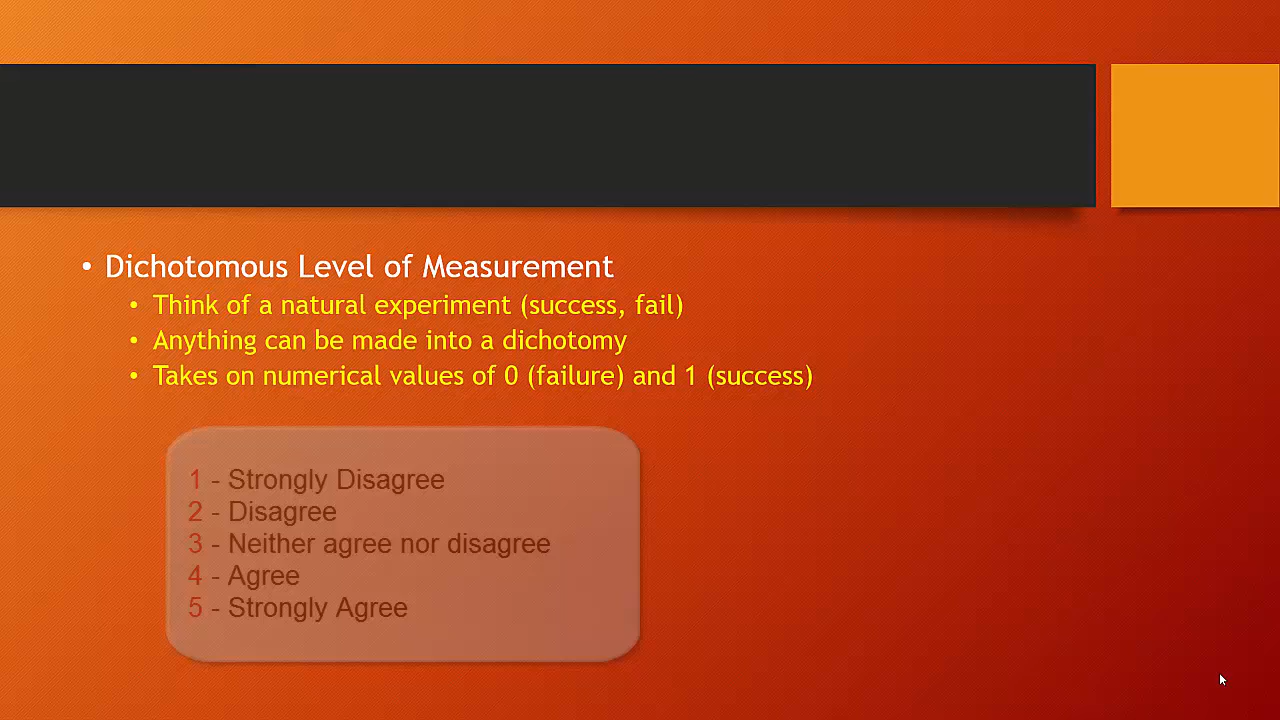 • Dichotomous Level of Measurement
• Think of a natural experiment (success, fail)
• Anything can be made into a dichotomy
• Takes on numerical values of 0 (failure) and 1 (success)
1 - Strongly Disagree
2 - Disagree
3 - Neither agree nor disagree
4 - Agree
5 - Strongly Agree